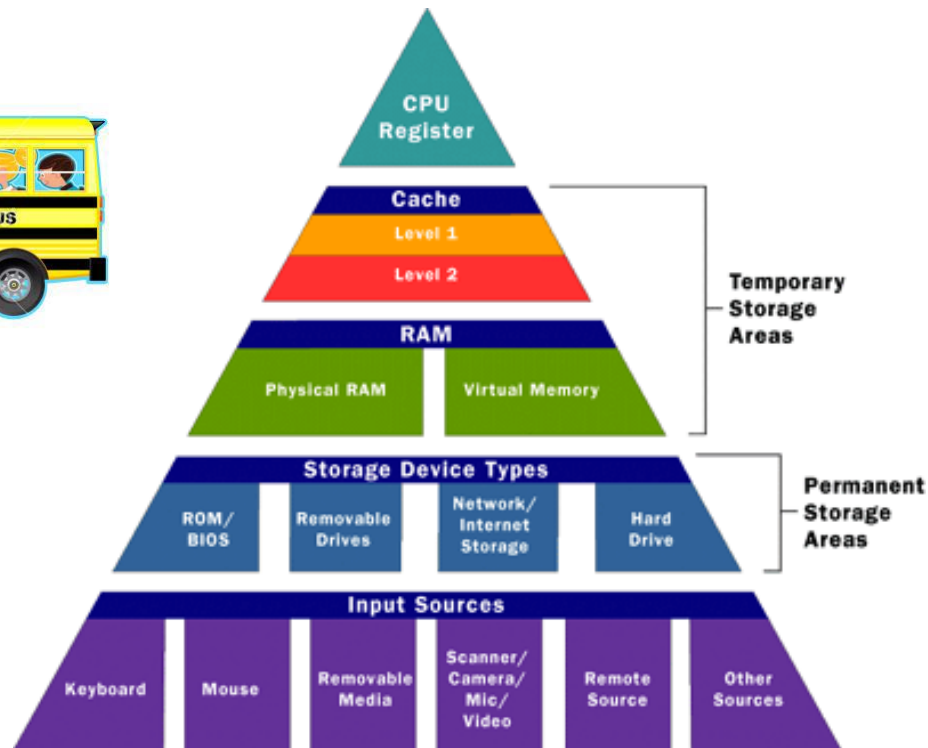 CPU
Register
Cache
Level 1
Level 2
Temporary
Storage
Areas
RAM
Physical RAM
Virtual Memory
Storage Device Types
ROM/
BIOS
Removable
Drives
Network/
Internet
Storage
Hard
Drive
Permanent
Storage
Areas
Input Sources
Keyboard
Mouse
Removable
Media
Scanner/
Camera/
Mic/
Video
Remote
Source
Other
Sources
US